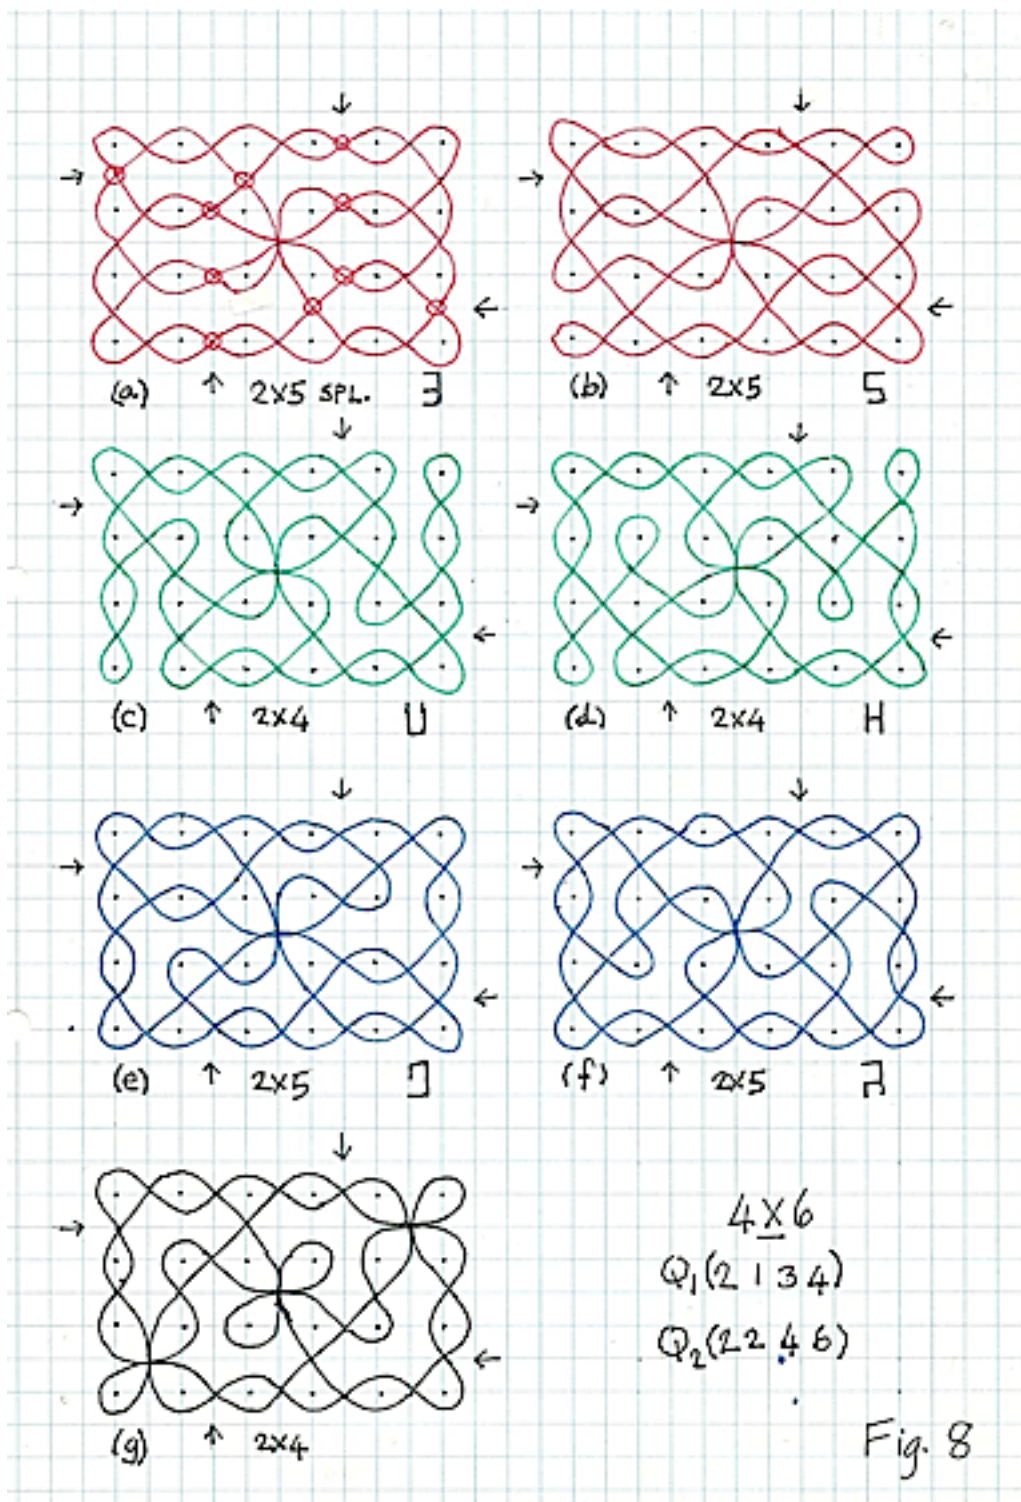 (a) ↑ 2x5 SPL. Ǝ
(b) ↑ 2x5 5
(c) ↑ 2x4 U
(d) ↑ 2x4 H
(e) ↑ 2x5
(f) ↑ 2x5
(g) ↑ 2x4
4X6
Q₁(2 1 3 4)
Q₂(2 2 4 6)
Fig. 8